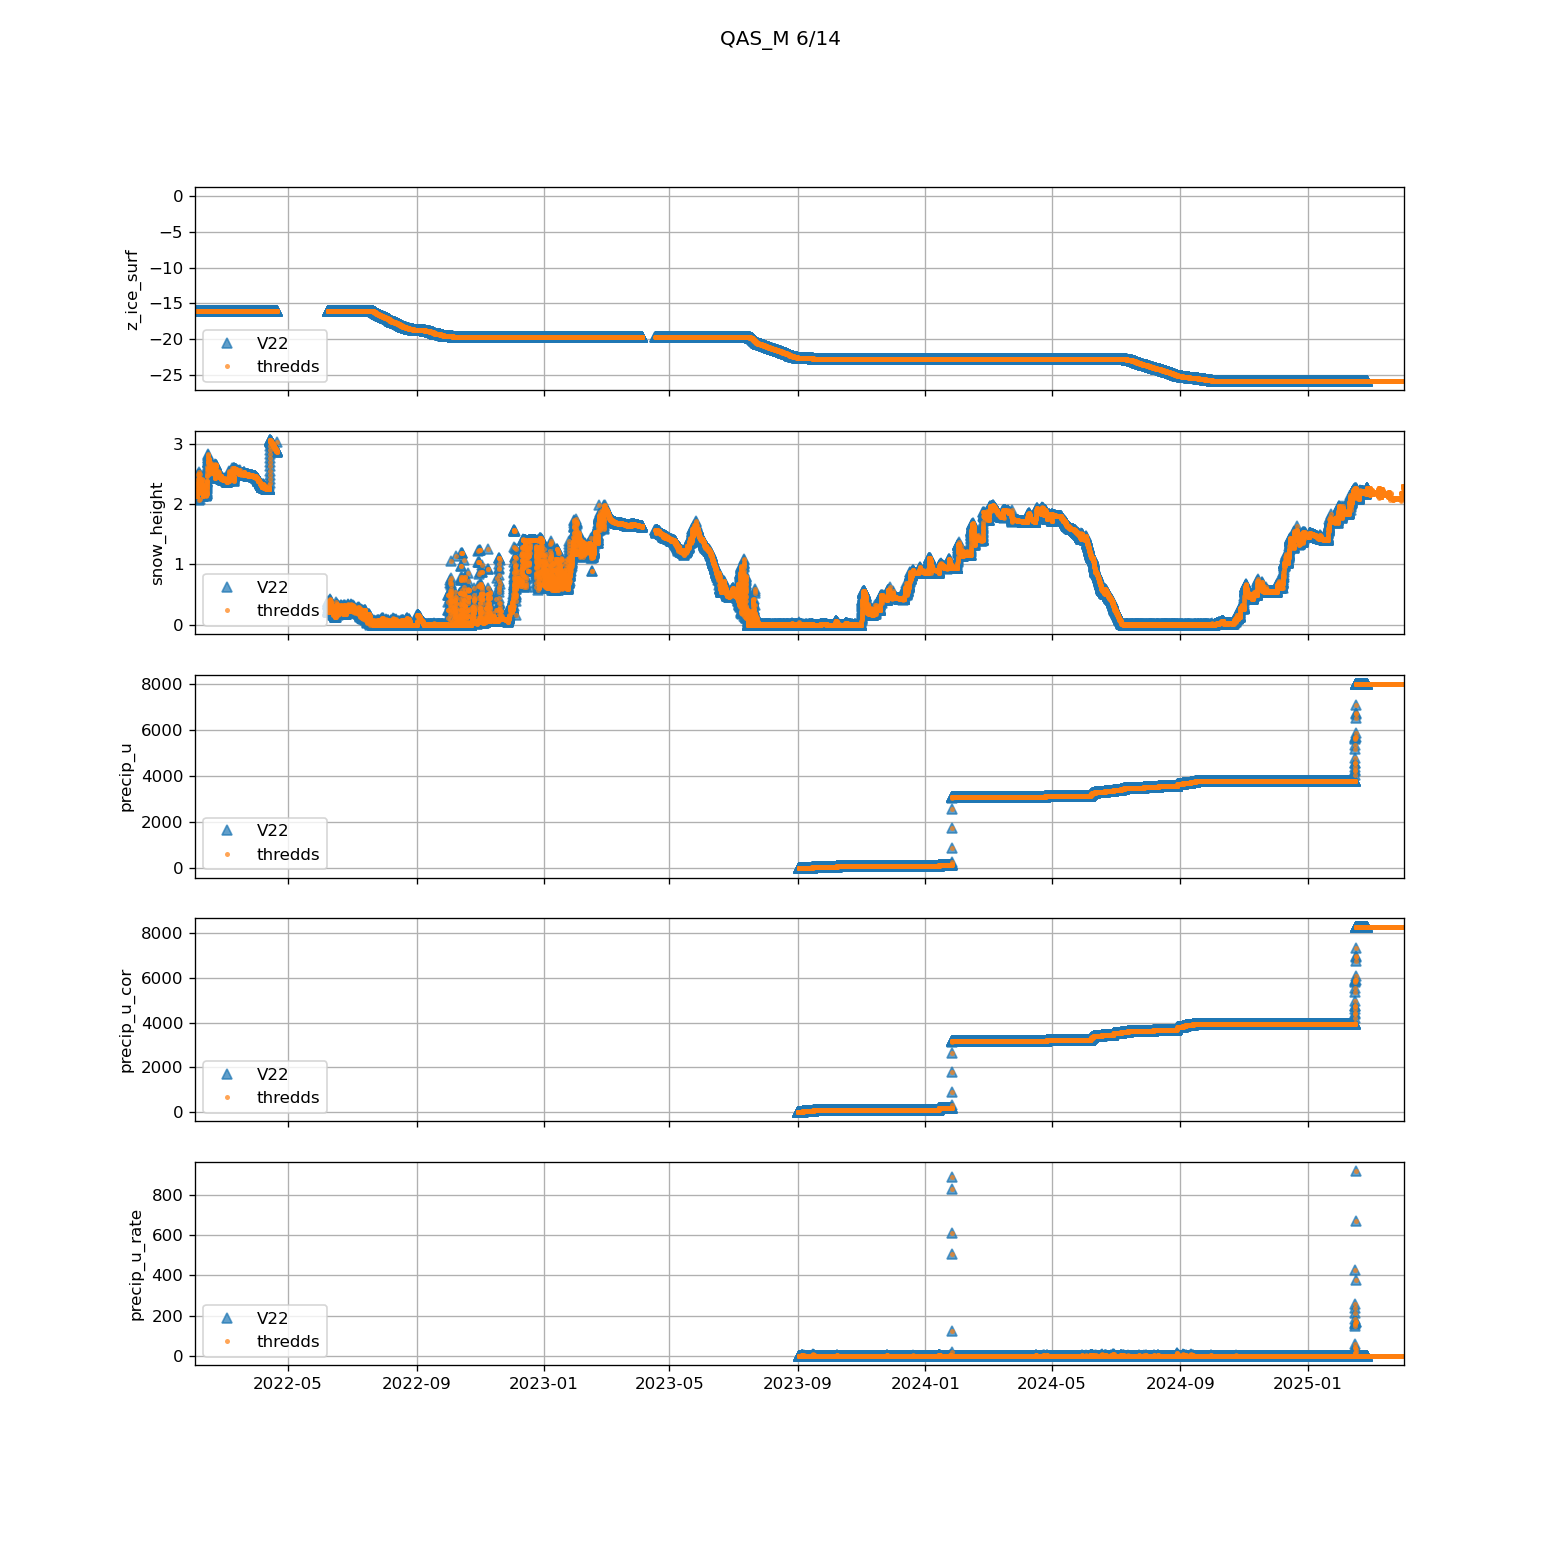 QAS_M 6/14
0
−5
−10
−15
−20
−25
z_ice_surf
V22
thredds
3
2
1
0
snow_height
V22
thredds
8000
6000
4000
2000
0
precip_u
V22
thredds
8000
6000
4000
2000
0
precip_u_cor
V22
thredds
800
600
400
200
0
precip_u_rate
V22
thredds
2022-05 2022-09 2023-01 2023-05 2023-09 2024-01 2024-05 2024-09 2025-01